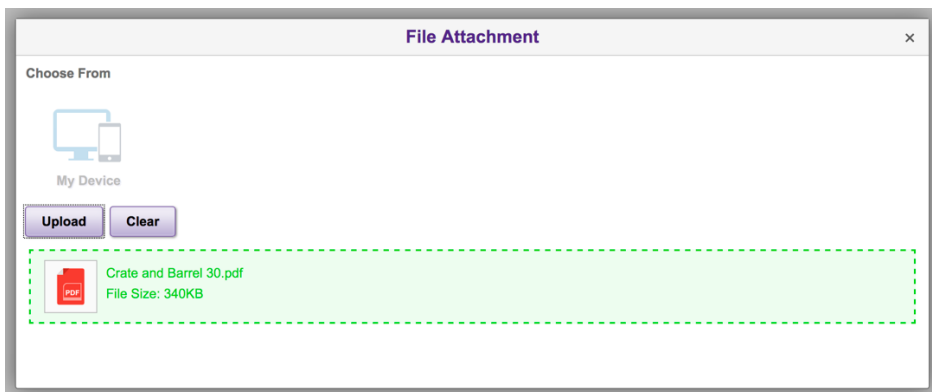 File Attachment
×
Choose From
My Device
Upload
Clear
PDF
Crate and Barrel 30.pdf
File Size: 340KB